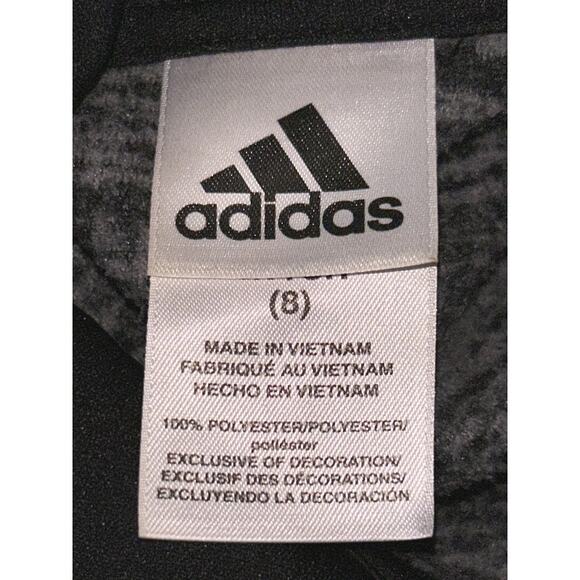 adidas
(8)
MADE IN VIETNAM
FABRIQUÉ AU VIETNAM
HECHO EN VIETNAM
100% POLYESTER/POLYESTER/
poliéster
EXCLUSIVE OF DECORATION/
EXCLUSIF DES DÉCORATIONS/
EXCLUYENDO LA DECORACIÓN